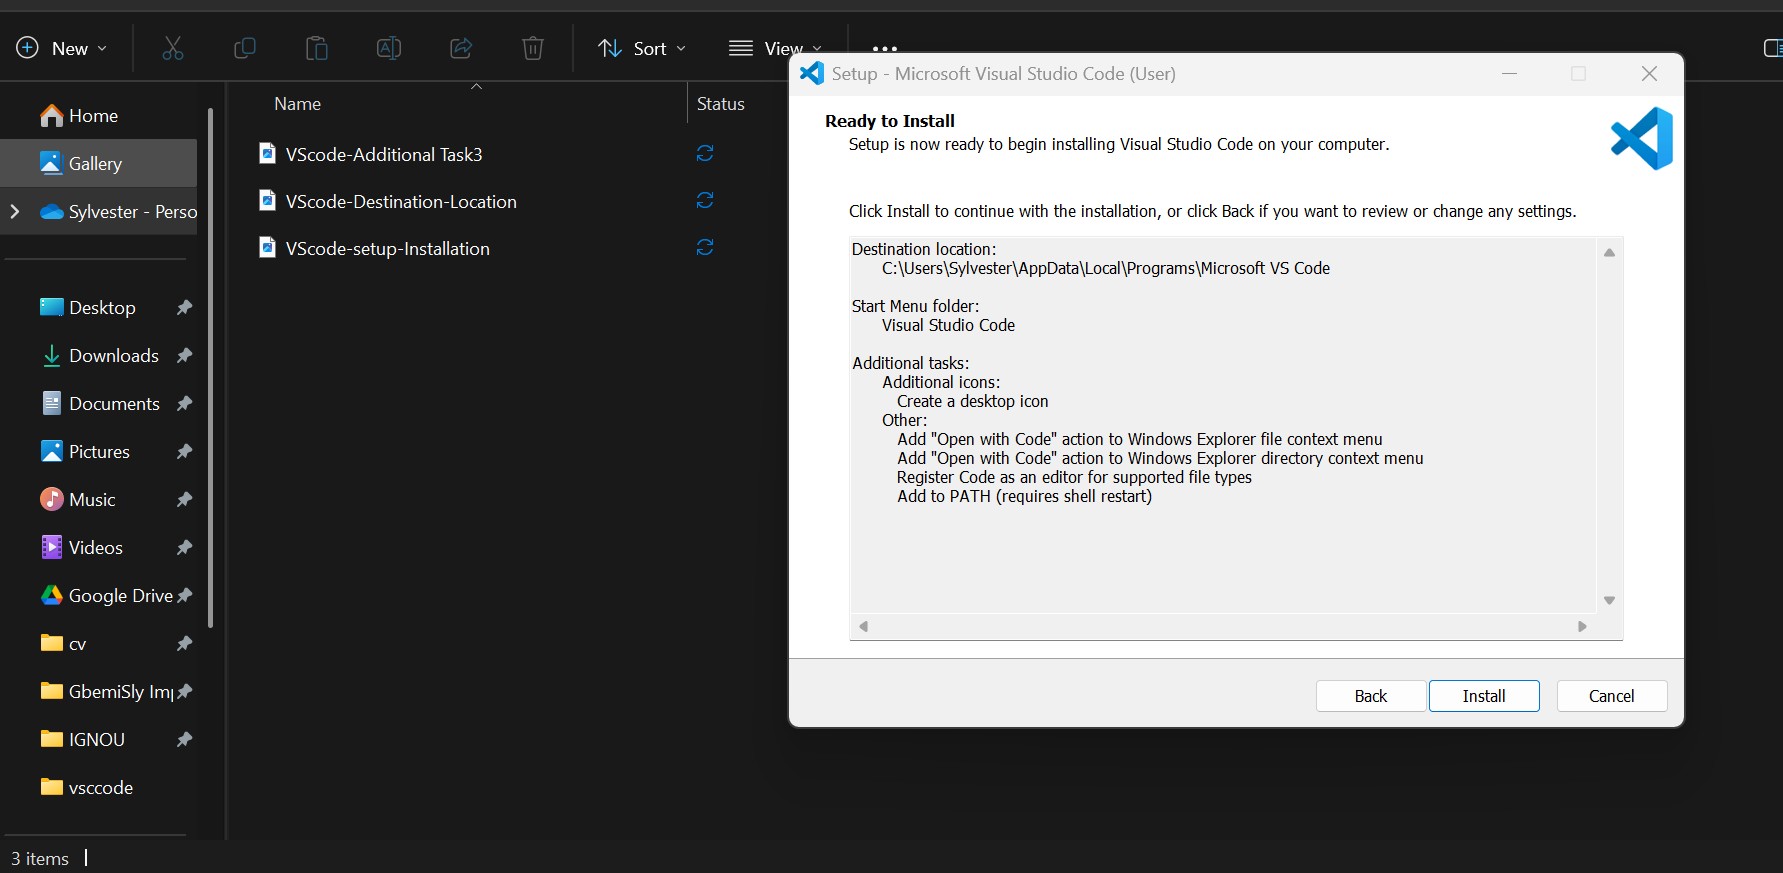 New
Sort
View
Name
Status
Home
Gallery
Sylvester - Perso
Desktop
Downloads
Documents
Pictures
Music
Videos
Google Drive
cv
GbemiSly Imp
IGNOU
vsccode
VScode-Additional Task3
VScode-Destination-Location
VScode-setup-Installation
3 items
Setup - Microsoft Visual Studio Code (User)
Ready to Install
Setup is now ready to begin installing Visual Studio Code on your computer.
Click Install to continue with the installation, or click Back if you want to review or change any settings.
Destination location:
C:\Users\Sylvester\AppData\Local\Programs\Microsoft VS Code
Start Menu folder:
Visual Studio Code
Additional tasks:
Additional icons:
Create a desktop icon
Other:
Add "Open with Code" action to Windows Explorer file context menu
Add "Open with Code" action to Windows Explorer directory context menu
Register Code as an editor for supported file types
Add to PATH (requires shell restart)
Back
Install
Cancel